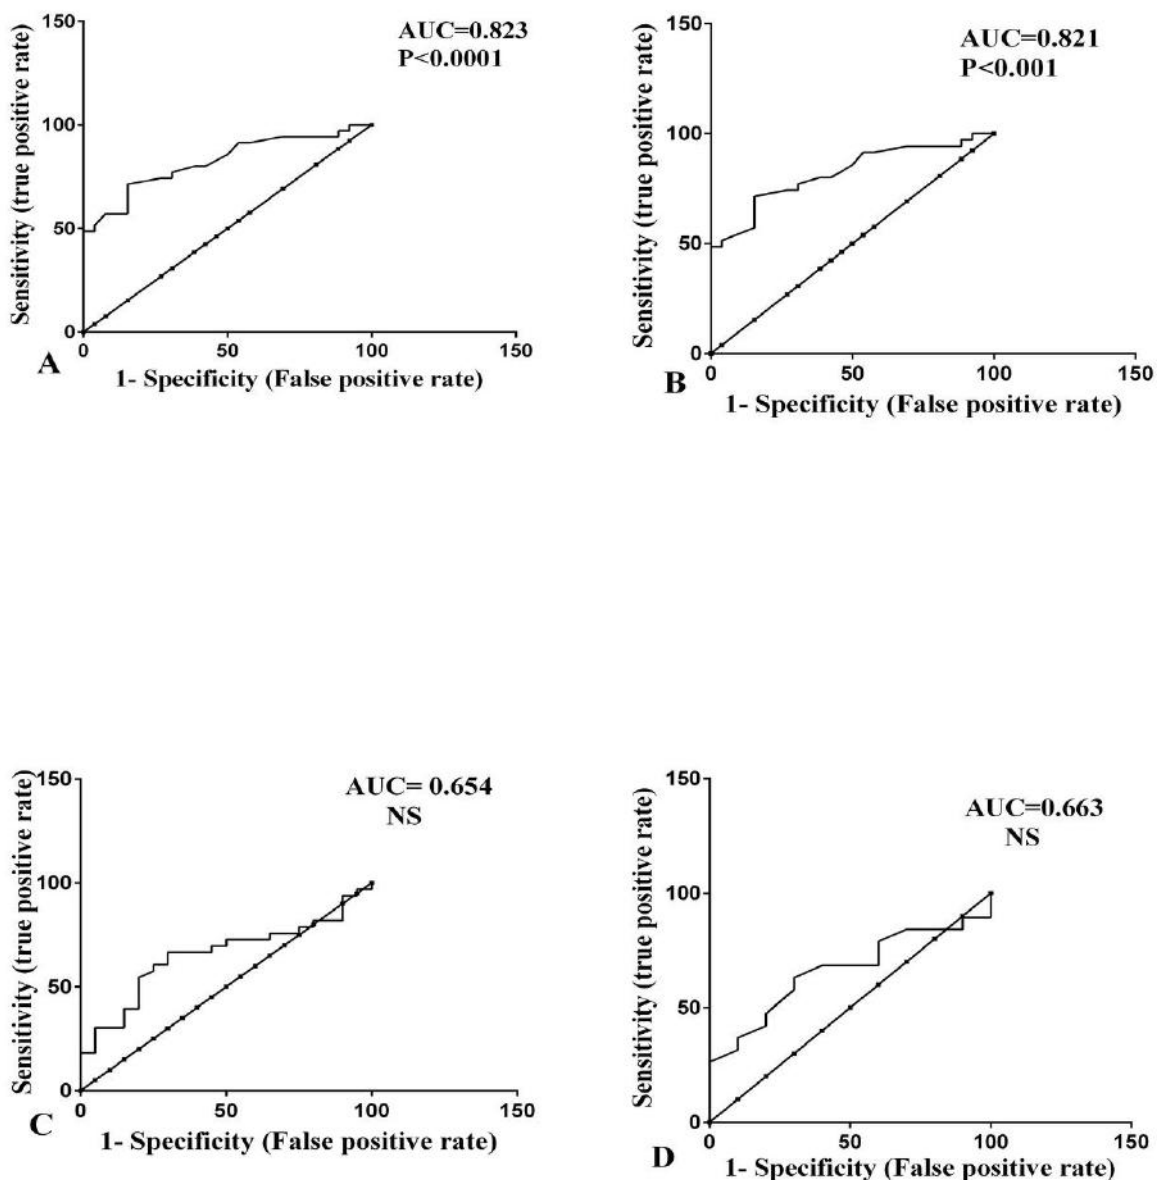 150
100
50
0
0
50
100
150
Sensitivity (true positive rate)
1- Specificity (False positive rate)
AUC=0.823
P<0.0001
A
150
100
50
0
0
50
100
150
Sensitivity (true positive rate)
1- Specificity (False positive rate)
AUC=0.821
P<0.001
B
150
100
50
0
0
50
100
150
Sensitivity (true positive rate)
1- Specificity (False positive rate)
AUC= 0.654
NS
C
150
100
50
0
0
50
100
150
Sensitivity (true positive rate)
1- Specificity (False positive rate)
AUC=0.663
NS
D